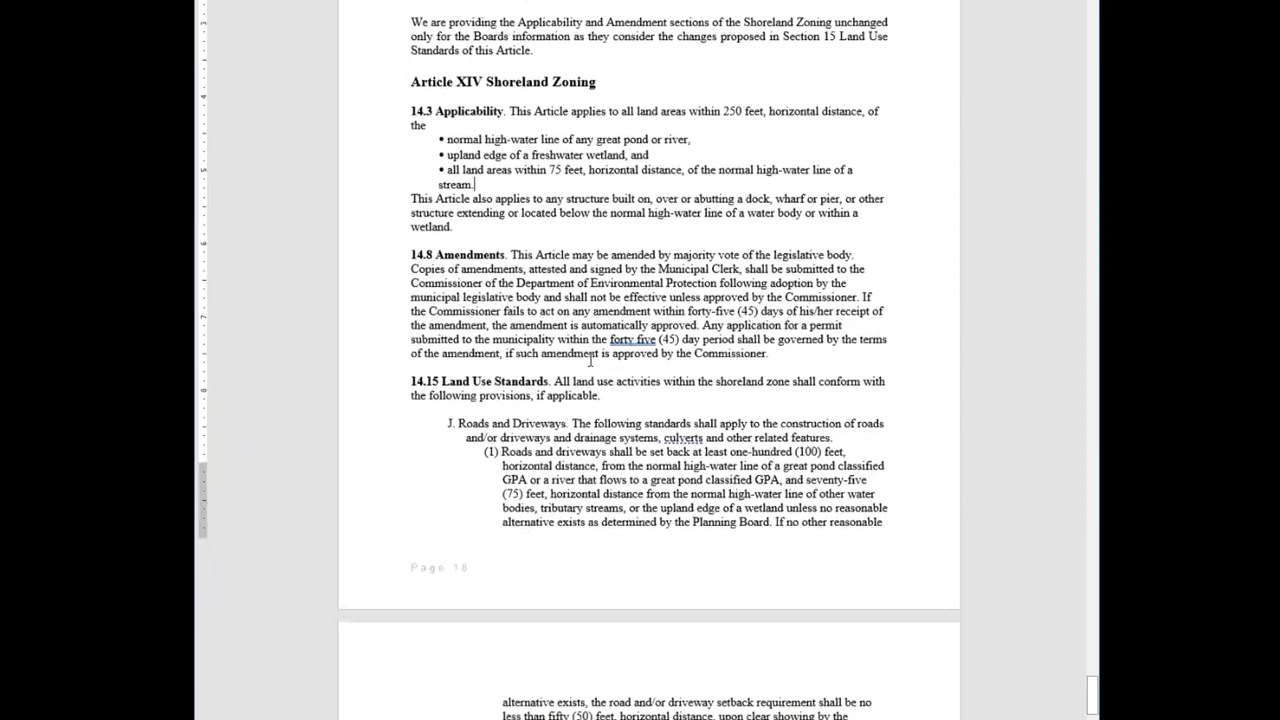 We are providing the Applicability and Amendment sections of the Shoreland Zoning unchanged
only for the Boards information as they consider the changes proposed in Section 15 Land Use
Standards of this Article.
Article XIV Shoreland Zoning
14.3 Applicability. This Article applies to all land areas within 250 feet, horizontal distance, of
the
• normal high-water line of any great pond or river,
• upland edge of a freshwater wetland, and
• all land areas within 75 feet, horizontal distance, of the normal high-water line of a
stream.
This Article also applies to any structure built on, over or abutting a dock, wharf or pier, or other
structure extending or located below the normal high-water line of a water body or within a
wetland.
14.8 Amendments. This Article may be amended by majority vote of the legislative body.
Copies of amendments, attested and signed by the Municipal Clerk, shall be submitted to the
Commissioner of the Department of Environmental Protection following adoption by the
municipal legislative body and shall not be effective unless approved by the Commissioner. If
the Commissioner fails to act on any amendment within forty-five (45) days of his/her receipt of
the amendment, the amendment is automatically approved. Any application for a permit
submitted to the municipality within the forty five (45) day period shall be governed by the terms
of the amendment, if such amendment is approved by the Commissioner.
14.15 Land Use Standards. All land use activities within the shoreland zone shall conform with
the following provisions, if applicable.
J. Roads and Driveways. The following standards shall apply to the construction of roads
and/or driveways and drainage systems, culverts and other related features.
(1) Roads and driveways shall be set back at least one-hundred (100) feet,
horizontal distance, from the normal high-water line of a great pond classified
GPA or a river that flows to a great pond classified GPA, and seventy-five
(75) feet, horizontal distance from the normal high-water line of other water
bodies, tributary streams, or the upland edge of a wetland unless no reasonable
alternative exists as determined by the Planning Board. If no other reasonable
Page 18
alternative exists, the road and/or driveway setback requirement shall be no
less than fifty (50) feet, horizontal distance, upon clear showing by the